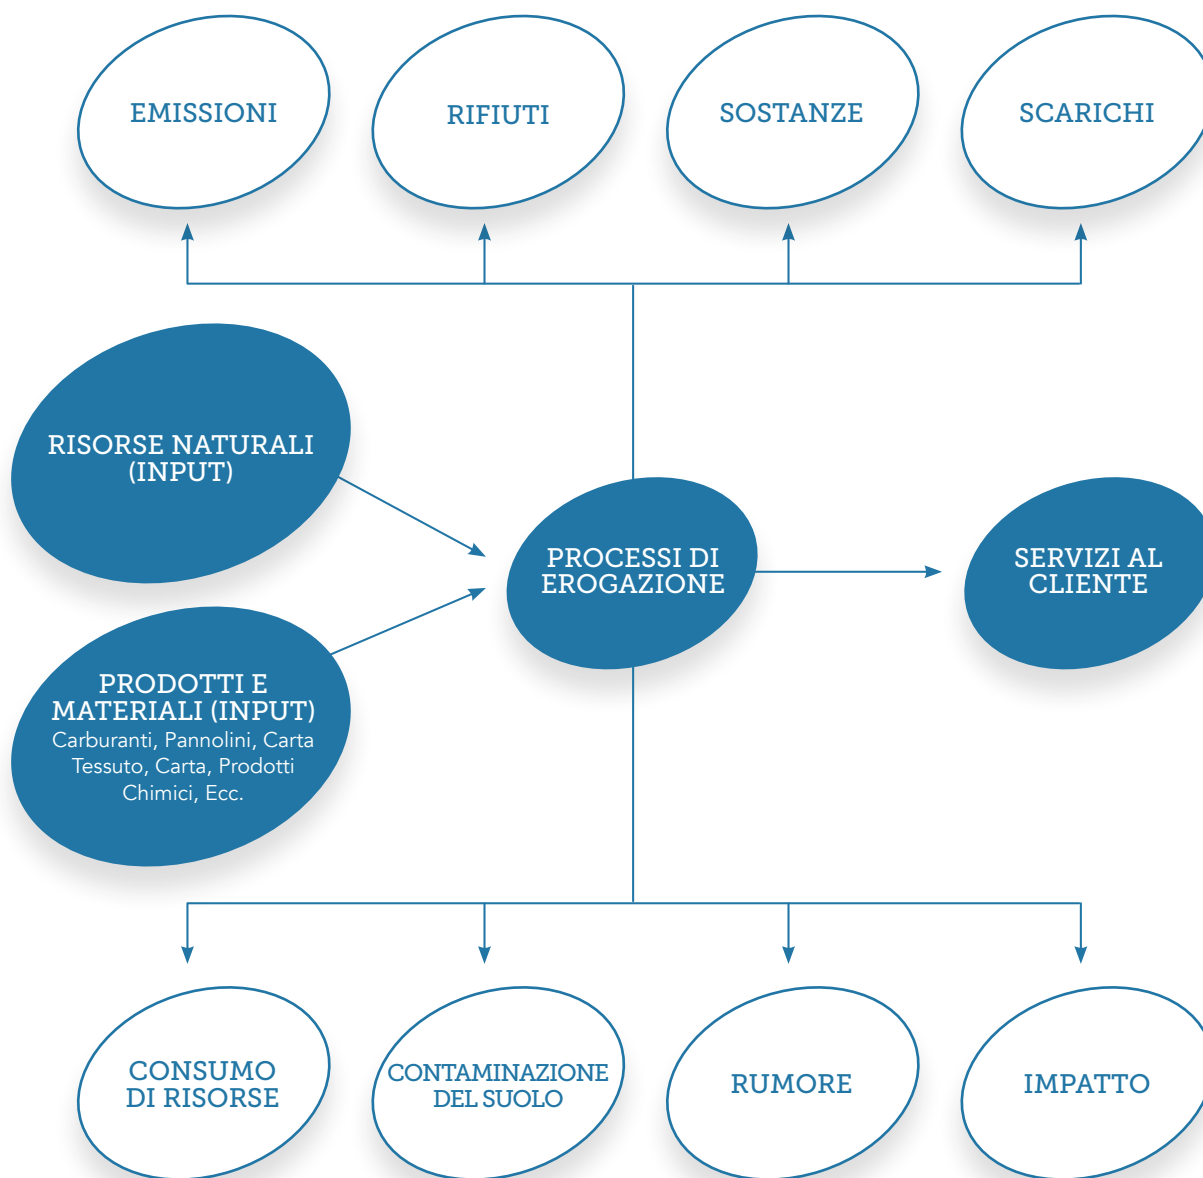 EMISSIONI
RIFIUTI
SOSTANZE
SCARICHI
RISORSE NATURALI
(INPUT)
PROCESSI DI
EROGAZIONE
SERVIZI AL
CLIENTE
PRODOTTI E
MATERIALI (INPUT)
Carburanti, Pannolini, Carta
Tessuto, Carta, Prodotti
Chimici, Ecc.
CONSUMO
DI RISORSE
CONTAMINAZIONE
DEL SUOLO
RUMORE
IMPATTO